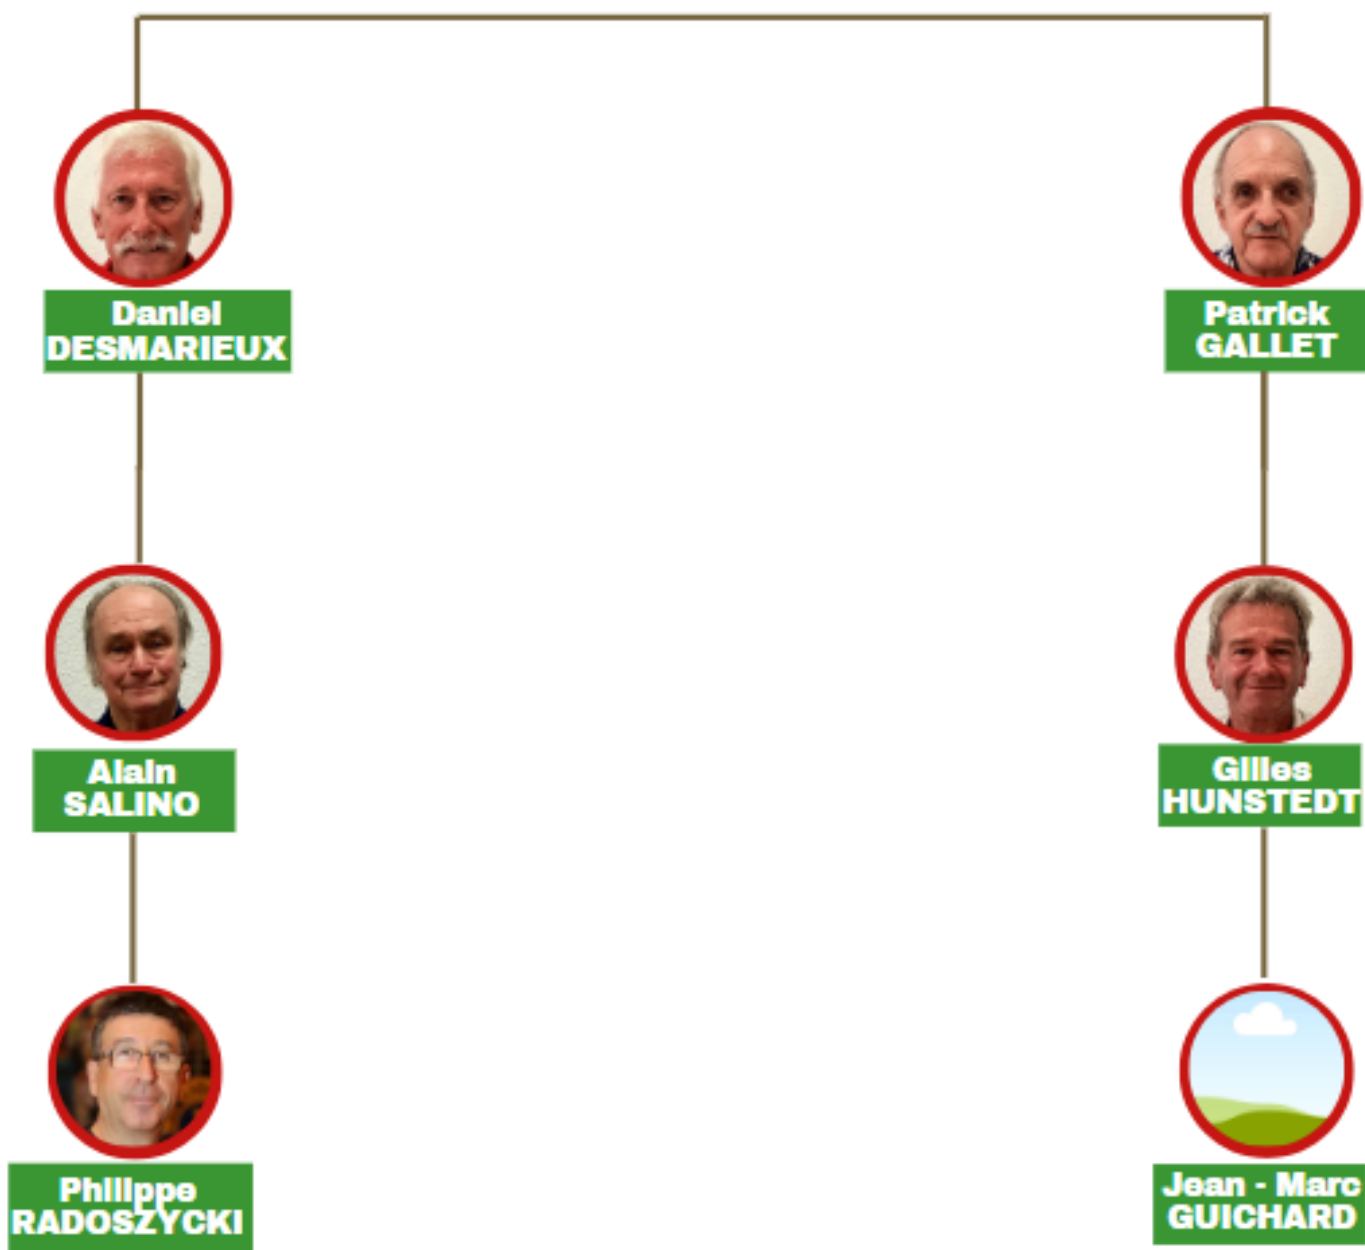 Daniel
DESMARIEUX
Patrick
GALLET
Alain
SALINO
Gilles
HUNSTEDT
Philippe
RADOSZYCKI
Jean - Marc
GUICHARD